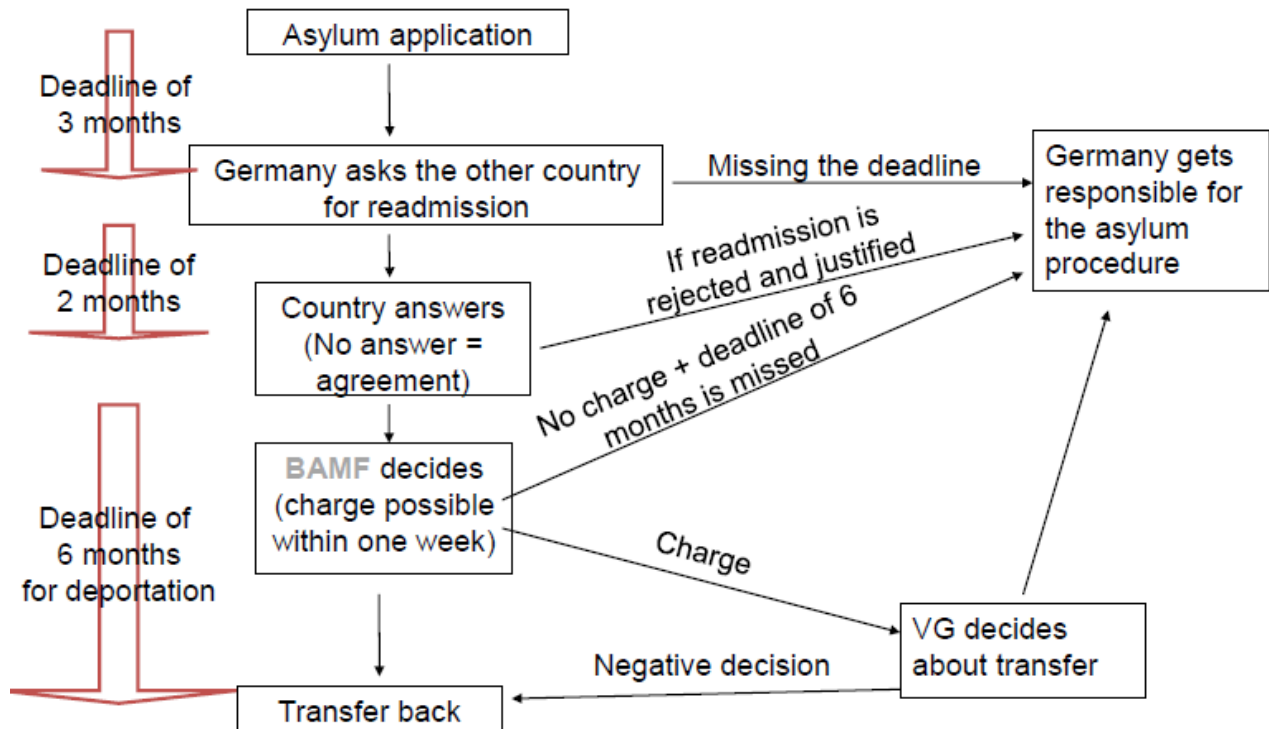 Asylum application
Deadline of
3 months
Germany asks the other country
for readmission
Missing the deadline
Germany gets
responsible for
the asylum
procedure
Deadline of
2 months
If readmission is
rejected and justified
Country answers
(No answer =
agreement)
No charge + deadline of 6
months is missed
BAMF decides
(charge possible
within one week)
Deadline of
6 months
for deportation
Charge
VG decides
about transfer
Negative decision
Transfer back